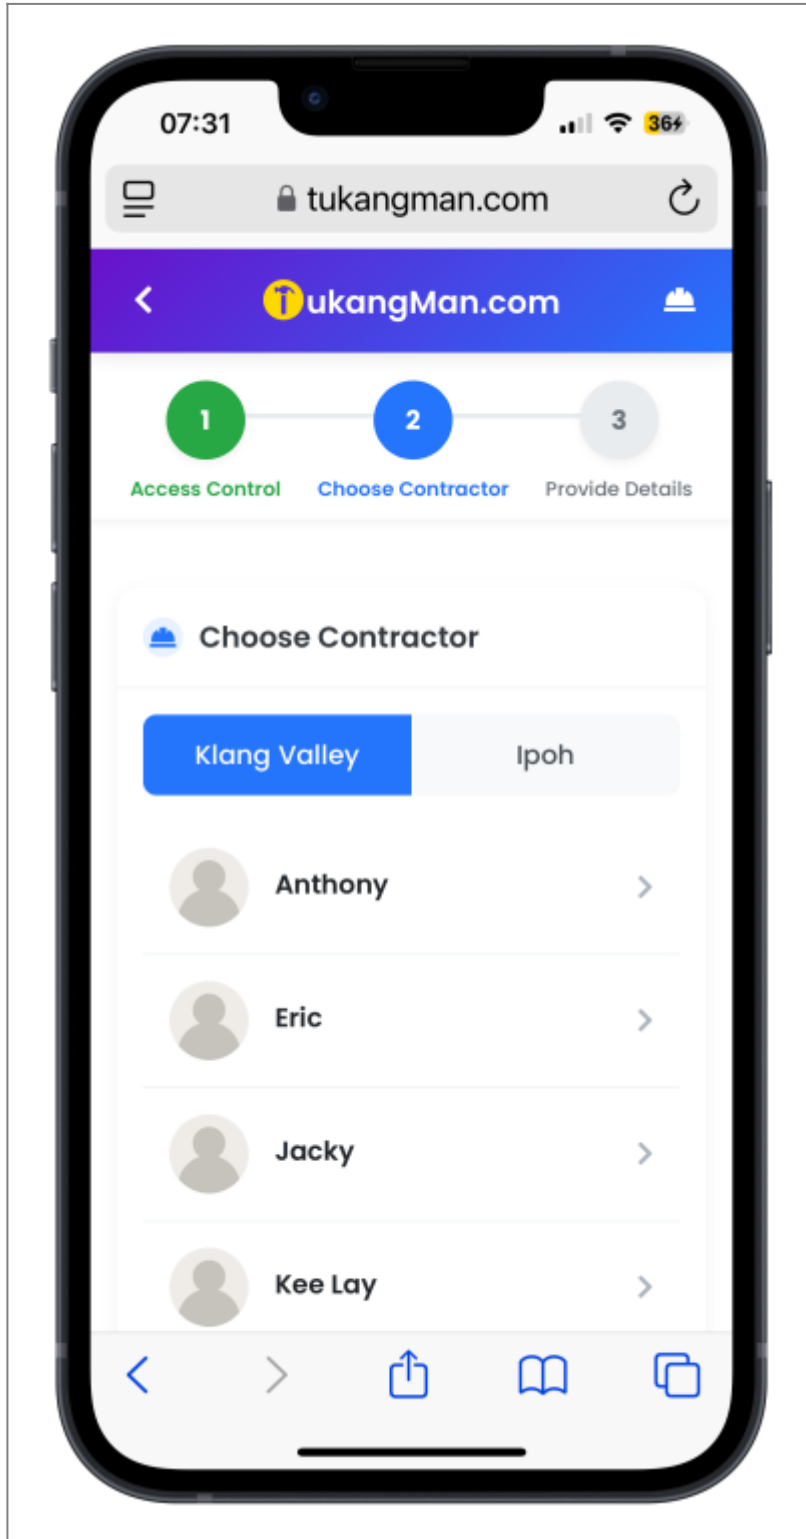 07:31
36
tukangman.com
TukangMan.com
1 2 3
Access Control Choose Contractor Provide Details
Choose Contractor
Klang Valley Ipoh
Anthony
Eric
Jacky
Kee Lay